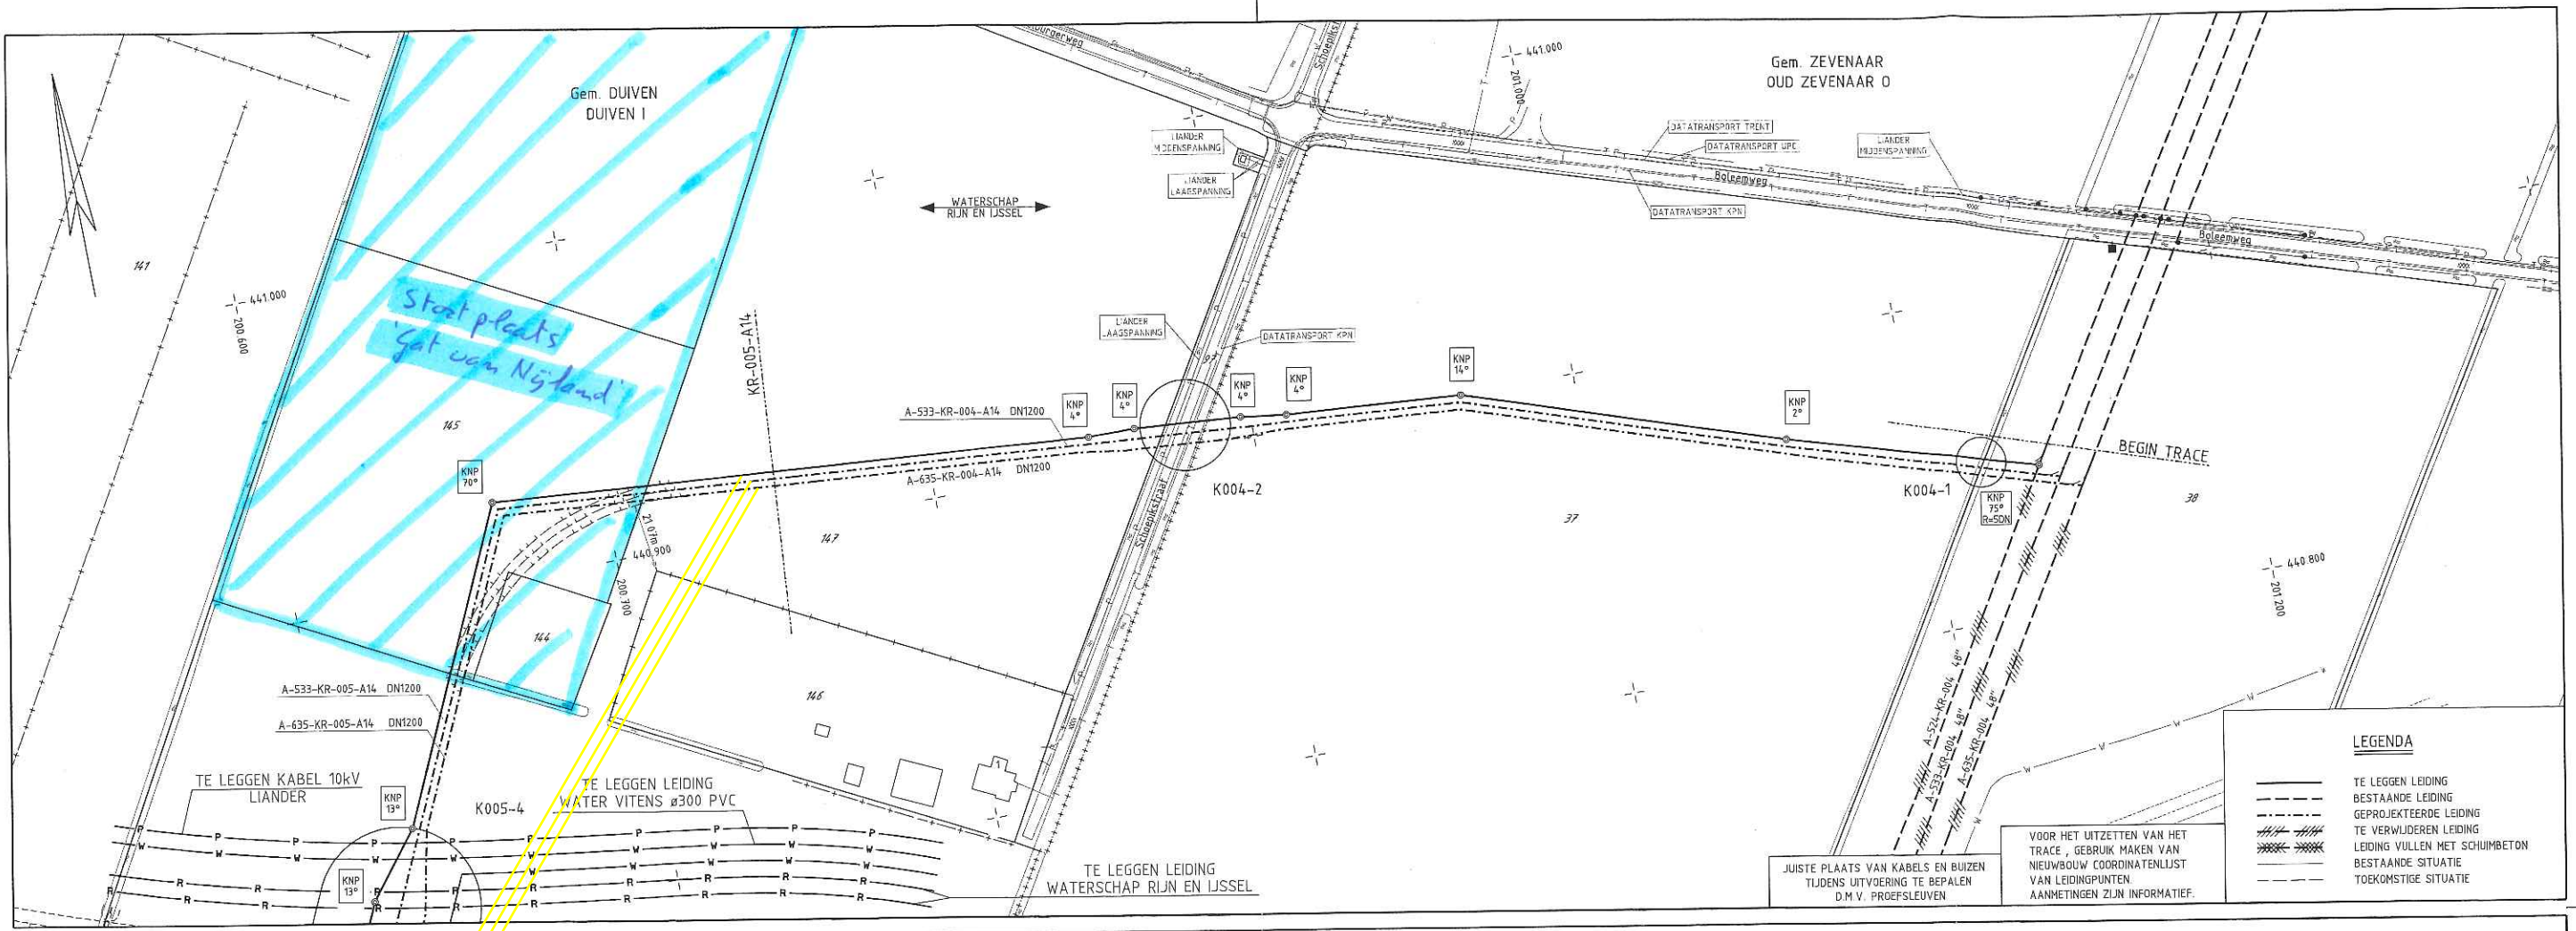 Gem. DUIVEN
DUIVEN I
Gem. ZEVENAAR
OUD ZEVENAAR O
441.000
201.000
DATATRANSPORT TRENT
DATATRANSPORT UPC
LIANDER
MIDDENSPANNING
LIANDER
MIDDENSPANNING
LIANDER
LAAGSPANNING
Baleemweg
DATATRANSPORT KPN
Baleemweg
WATERSCHAP
RIJN EN IJSSEL
141
441.000
200.600
Stortplaats
'Gat van Nijland'
145
KR-005-A14
LIANDER
LAAGSPANNING
DATATRANSPORT KPN
KNP
14°
KNP
4°
KNP
4°
KNP
4°
KNP
4°
KNP
2°
A-533-KR-004-A14 DN1200
A-635-KR-004-A14 DN1200
KNP
70°
BEGIN TRACE
K004-2
K004-1
KNP
75°
R=5DN
38
37
147
Schoepikstraat
21.07m
440.900
200.700
440.800
201.200
144
146
1
A-533-KR-005-A14 DN1200
A-635-KR-005-A14 DN1200
A-524-KR-004 48"
A-533-KR-004 48"
A-635-KR-004 48"
TE LEGGEN KABEL 10kV
LIANDER
KNP
13°
K005-4
TE LEGGEN LEIDING
WATER VITENS ø300 PVC
KNP
13°
TE LEGGEN LEIDING
WATERSCHAP RIJN EN IJSSEL
JUISTE PLAATS VAN KABELS EN BUIZEN
TIJDENS UITVOERING TE BEPALEN
D.M.V. PROEFSLEUVEN
VOOR HET UITZETTEN VAN HET
TRACE , GEBRUIK MAKEN VAN
NIEUWBOUW COORDINATENLIJST
VAN LEIDINGPUNTEN.
AANMETINGEN ZIJN INFORMATIEF.
LEGENDA
TE LEGGEN LEIDING
BESTAANDE LEIDING
GEPROJEKTEERDE LEIDING
TE VERWIJDEREN LEIDING
LEIDING VULLEN MET SCHUIMBETON
BESTAANDE SITUATIE
TOEKOMSTIGE SITUATIE